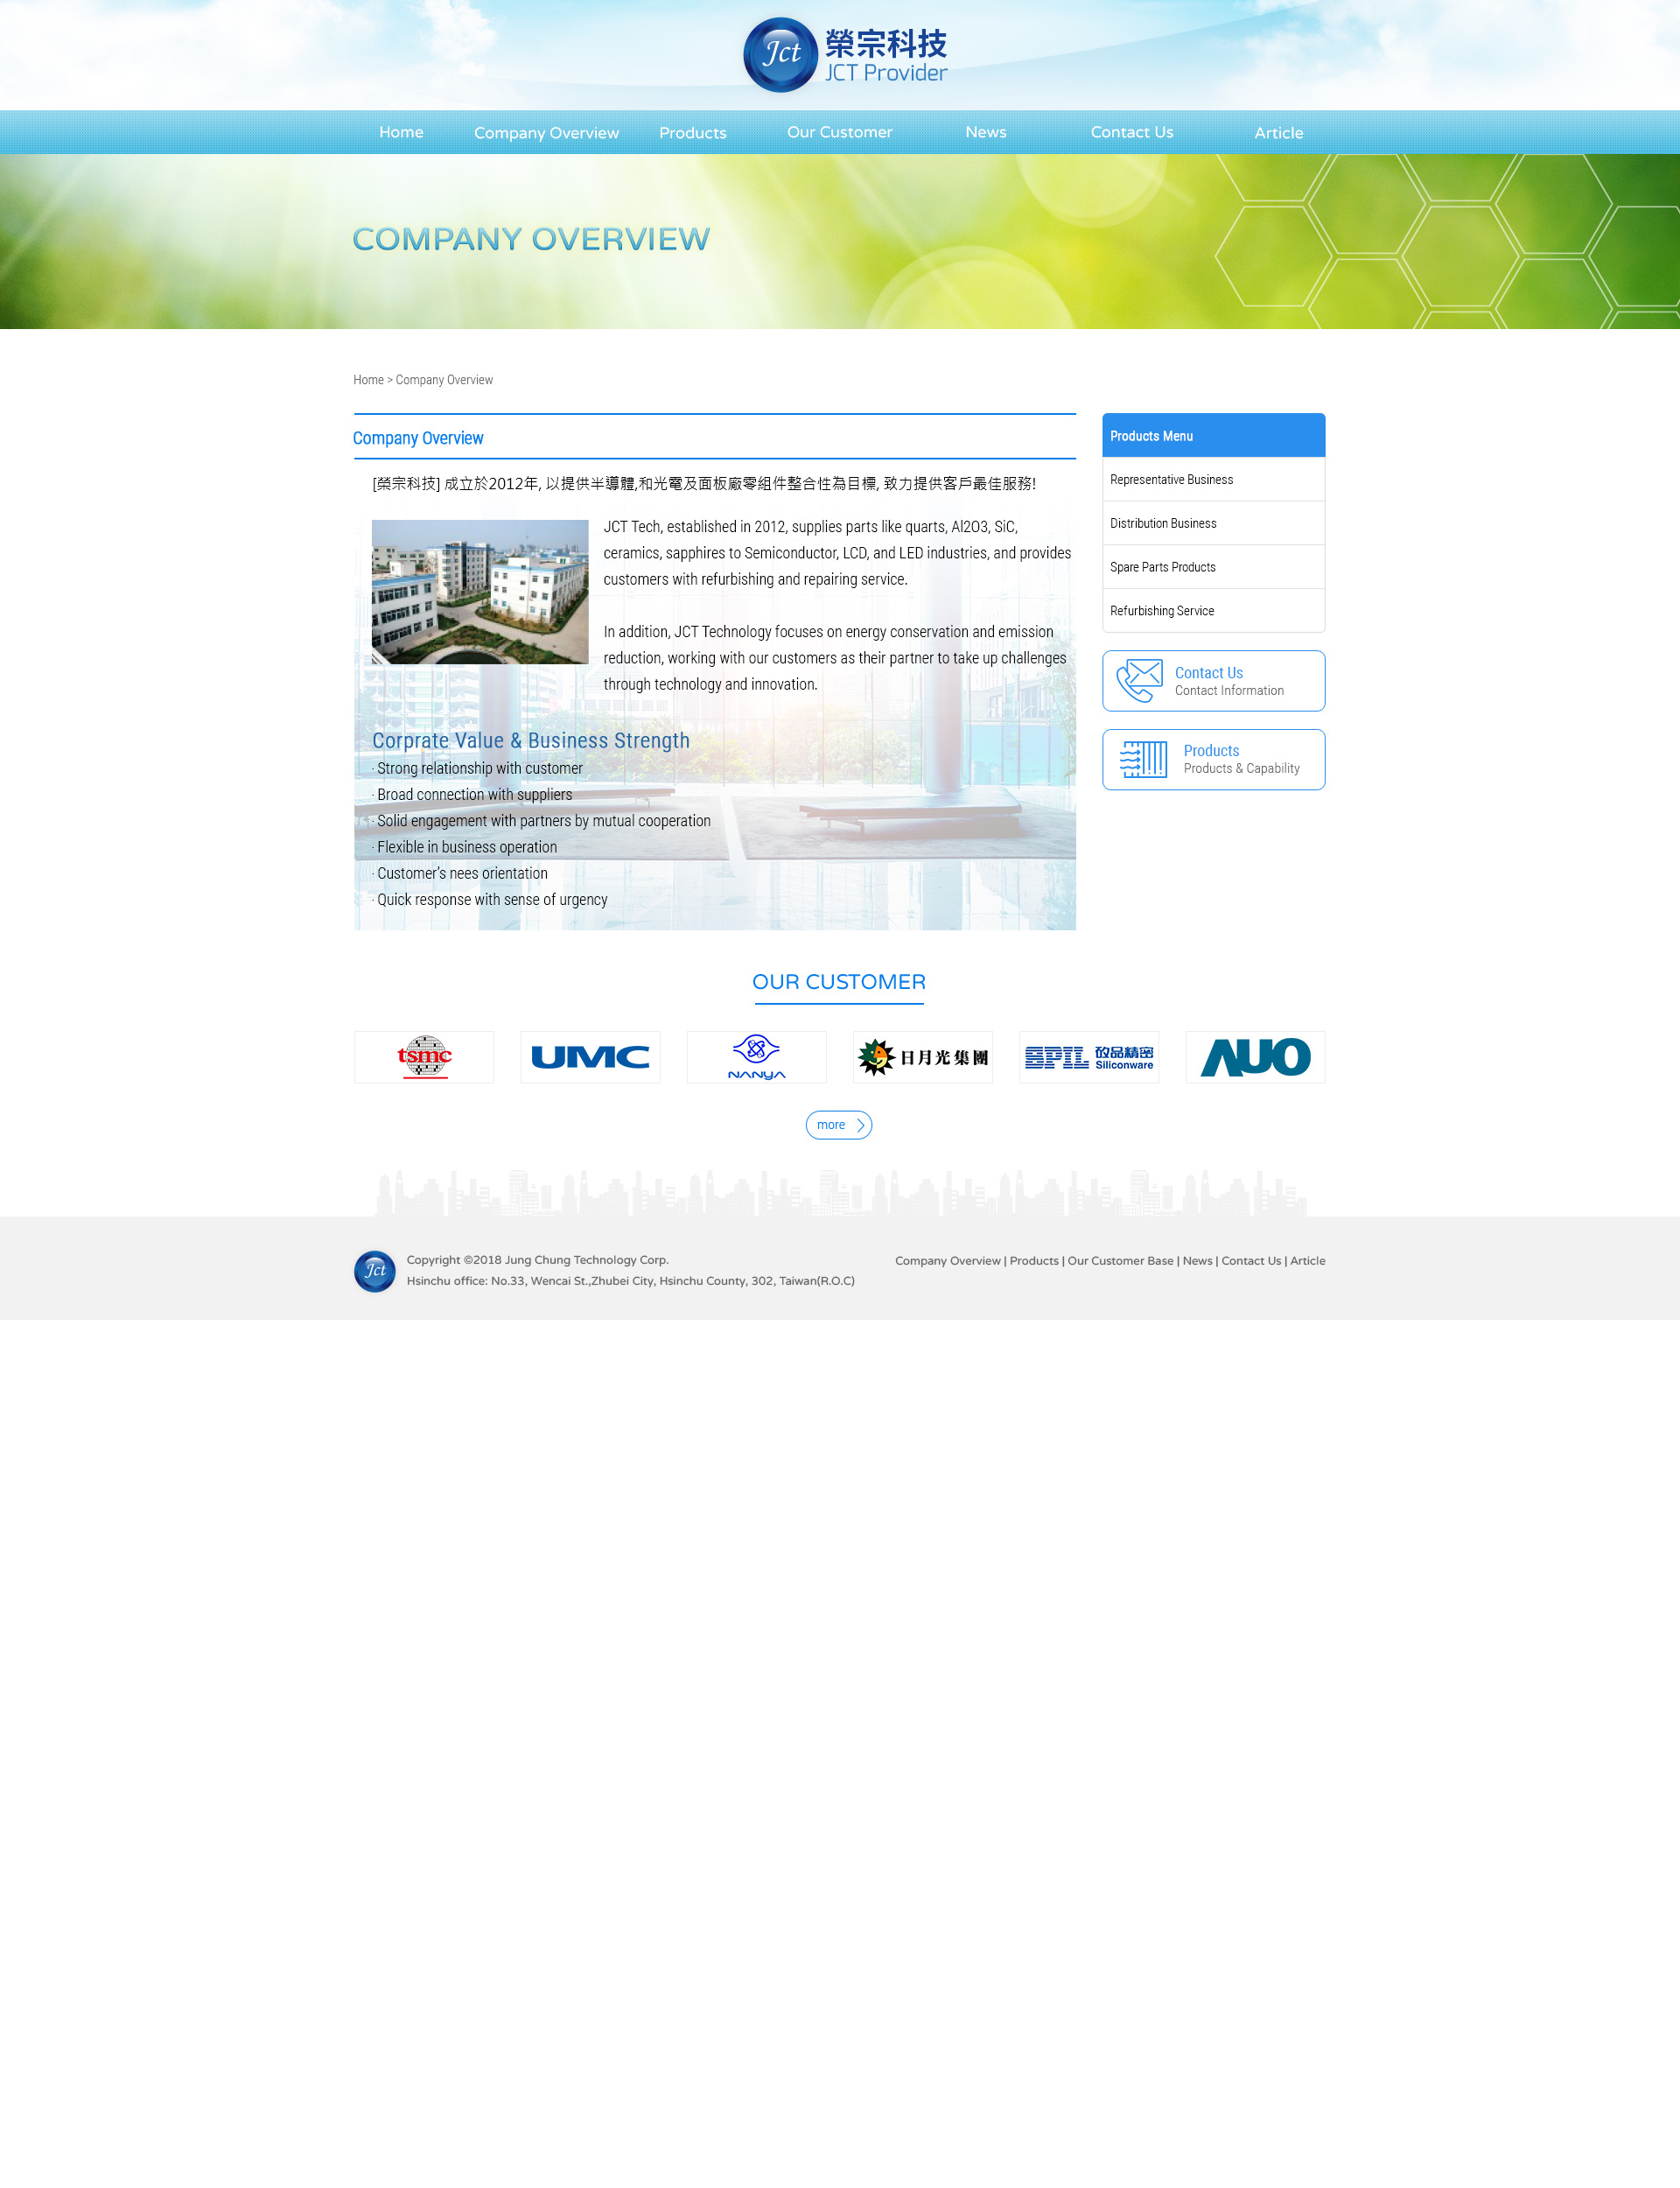 Jct
榮宗科技
JCT Provider
Home
Company Overview
Products
Our Customer
News
Contact Us
Article
COMPANY OVERVIEW
Home > Company Overview
Company Overview
[榮宗科技] 成立於2012年, 以提供半導體,和光電及面板廠零組件整合性為目標, 致力提供客戶最佳服務!
JCT Tech, established in 2012, supplies parts like quarts, Al2O3, SiC,
ceramics, sapphires to Semiconductor, LCD, and LED industries, and provides
customers with refurbishing and repairing service.
In addition, JCT Technology focuses on energy conservation and emission
reduction, working with our customers as their partner to take up challenges
through technology and innovation.
Corprate Value & Business Strength
· Strong relationship with customer
· Broad connection with suppliers
· Solid engagement with partners by mutual cooperation
· Flexible in business operation
· Customer's nees orientation
· Quick response with sense of urgency
Products Menu
Representative Business
Distribution Business
Spare Parts Products
Refurbishing Service
Contact Us
Contact Information
Products
Products & Capability
OUR CUSTOMER
tsmc
UMC
NANYA
日月光集團
SPIL 矽品精密
Siliconware
AUO
more
Jct
Copyright ©2018 Jung Chung Technology Corp.
Hsinchu office: No.33, Wencai St.,Zhubei City, Hsinchu County, 302, Taiwan(R.O.C)
Company Overview | Products | Our Customer Base | News | Contact Us | Article